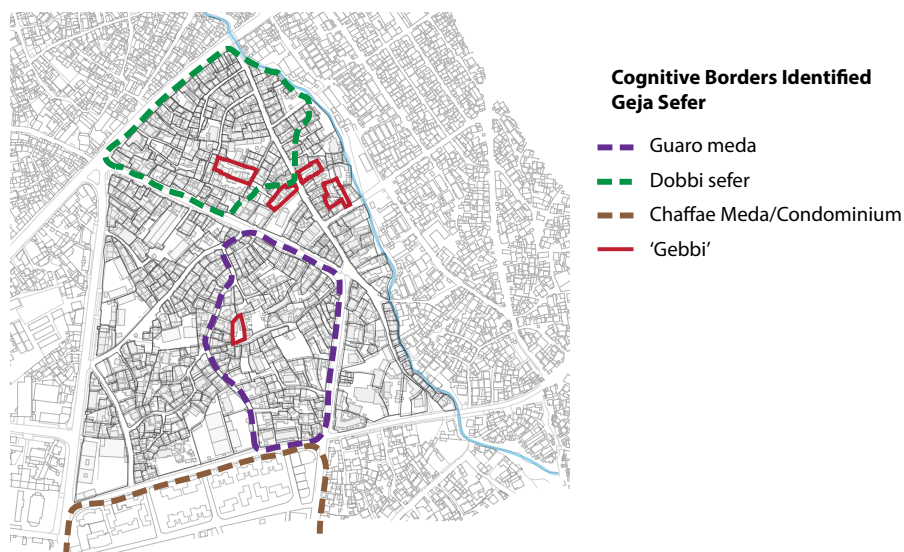 Cognitive Borders Identified
Geja Sefer
Guaro meda
Dobbi sefer
Chaffae Meda/Condominium
‘Gebbi’